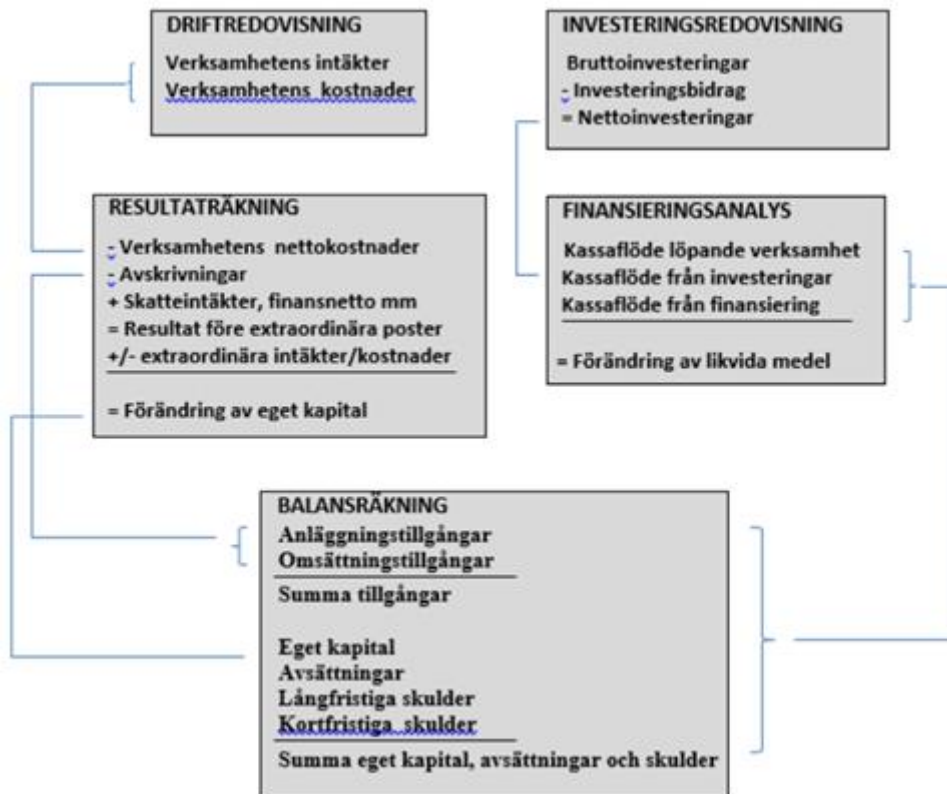 DRIFTREDOVISNING
Verksamhetens intäkter
Verksamhetens kostnader
INVESTERINGSREDOVISNING
Bruttoinvesteringar
- Investeringsbidrag
= Nettoinvesteringar
RESULTATRÄKNING
- Verksamhetens nettokostnader
- Avskrivningar
+ Skatteintäkter, finansnetto mm
= Resultat före extraordinära poster
+/- extraordinära intäkter/kostnader
= Förändring av eget kapital
FINANSIERINGSANALYS
Kassaflöde löpande verksamhet
Kassaflöde från investeringar
Kassaflöde från finansiering
= Förändring av likvida medel
BALANSRÄKNING
Anläggningstillgångar
Omsättningstillgångar
Summa tillgångar
Eget kapital
Avsättningar
Långfristiga skulder
Kortfristiga skulder
Summa eget kapital, avsättningar och skulder